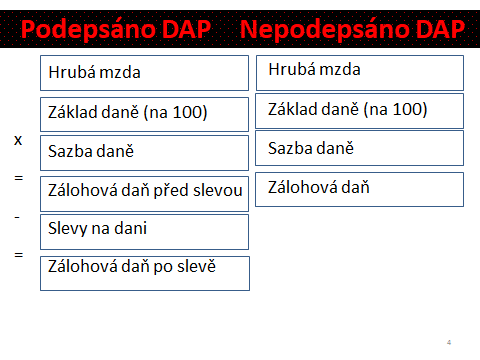 Podepsáno DAP
Nepodepsáno DAP
Hrubá mzda
Základ daně (na 100)
x
Sazba daně
=
Zálohová daň před slevou
-
Slevy na dani
=
Zálohová daň po slevě
Hrubá mzda
Základ daně (na 100)
Sazba daně
Zálohová daň
4